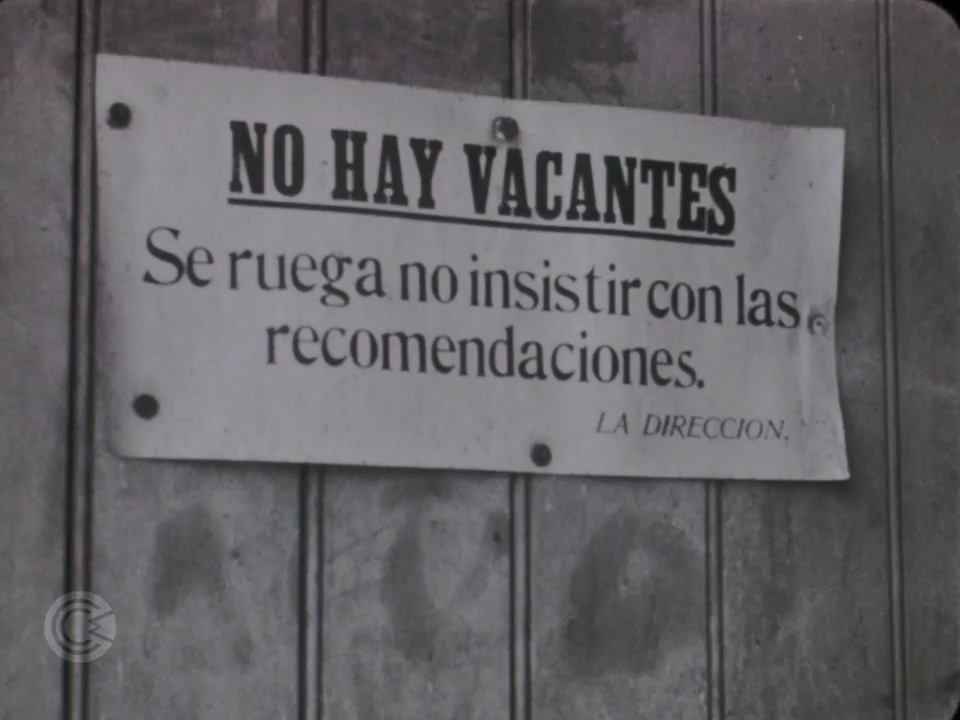 NO HAY VACANTES
Se ruega no insistir con las
recomendaciones.
LA DIRECCION.